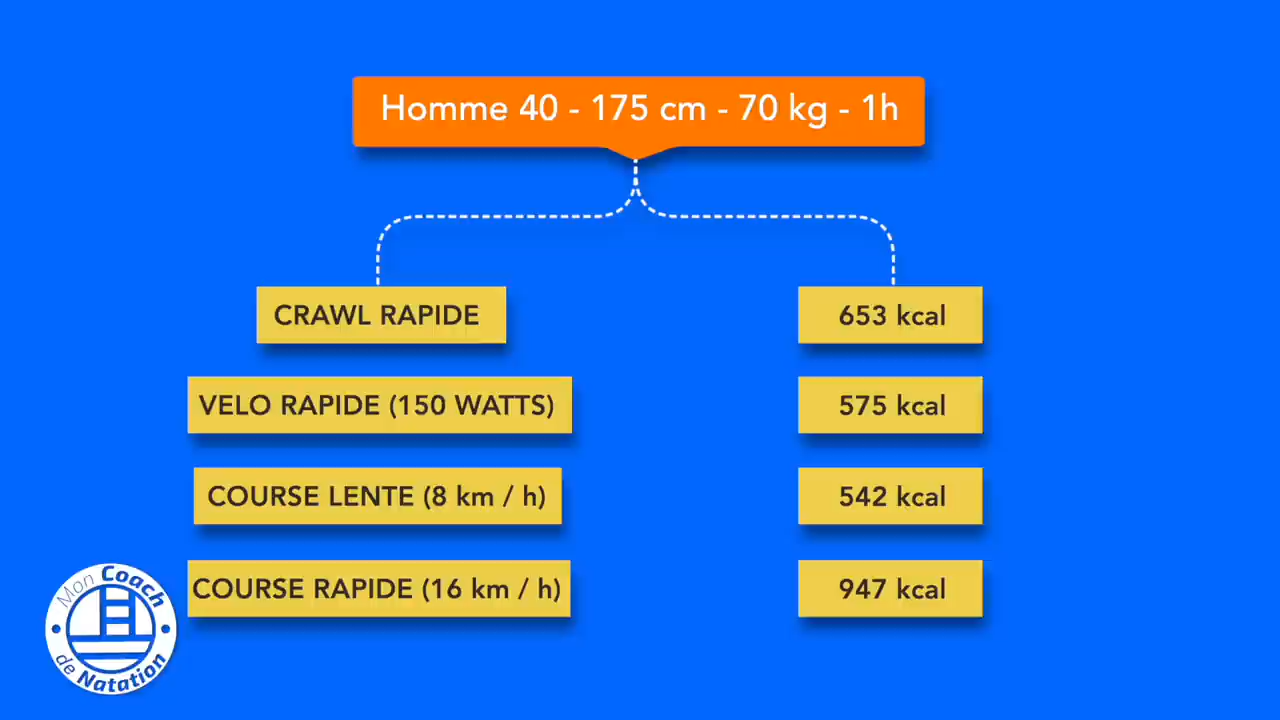 Homme 40 - 175 cm - 70 kg - 1h
CRAWL RAPIDE 653 kcal
VELO RAPIDE (150 WATTS) 575 kcal
COURSE LENTE (8 km / h) 542 kcal
COURSE RAPIDE (16 km / h) 947 kcal
Mon Coach
de Natation